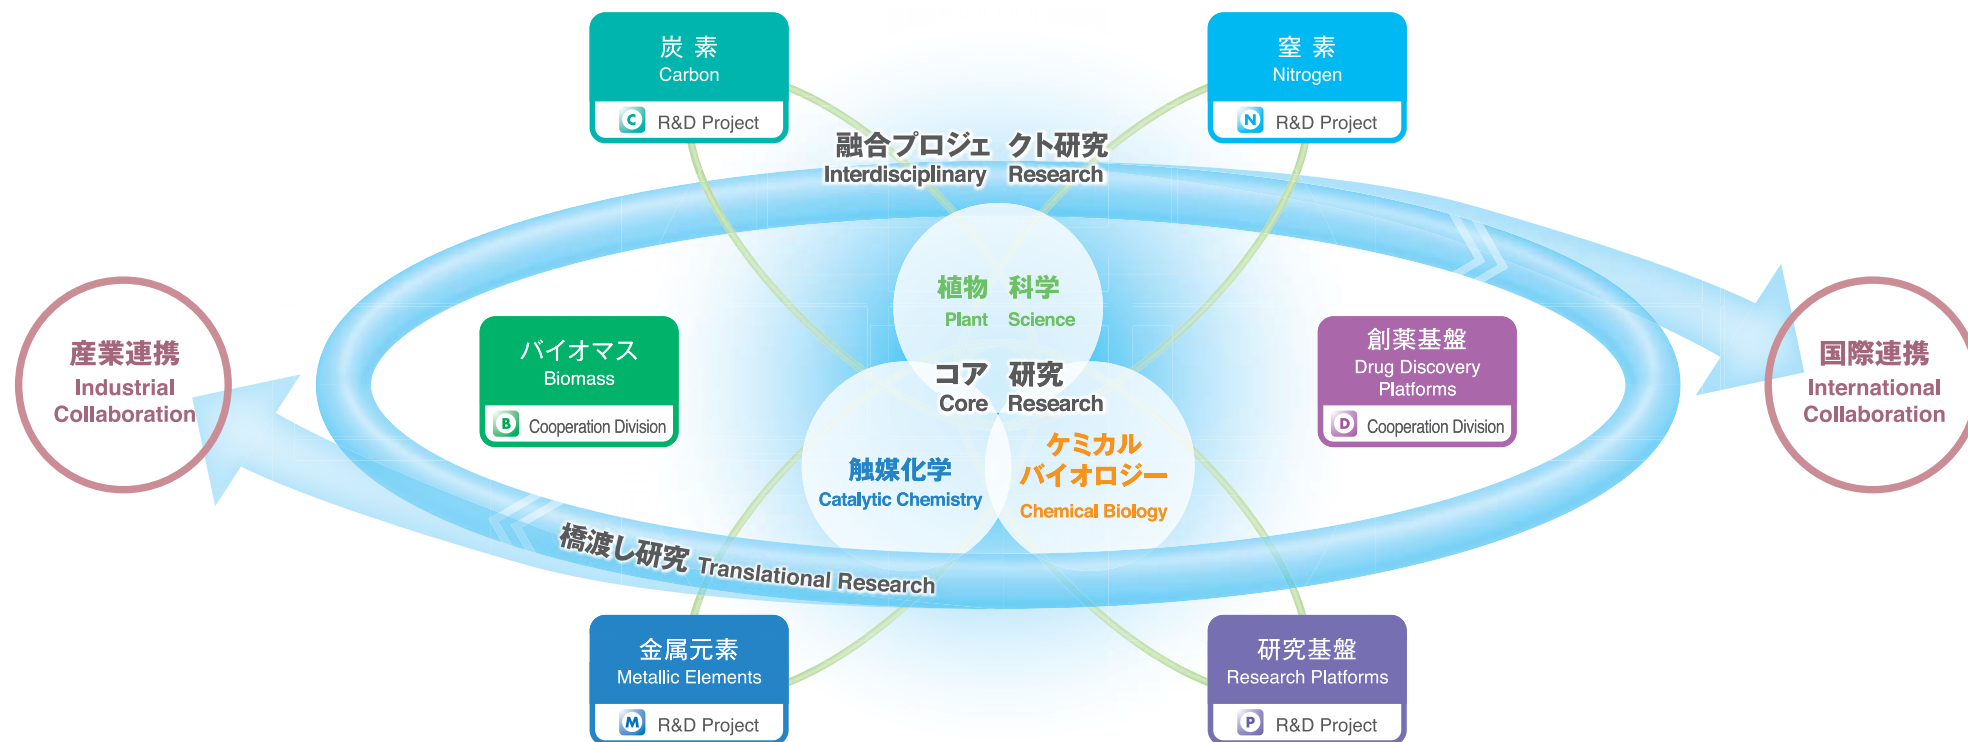 炭素
Carbon
C R&D Project
窒素
Nitrogen
N R&D Project
融合プロジェクト研究
Interdisciplinary Research
植物科学
Plant Science
産業連携
Industrial
Collaboration
バイオマス
Biomass
B Cooperation Division
コア研究
Core Research
創薬基盤
Drug Discovery
Platforms
D Cooperation Division
国際連携
International
Collaboration
触媒化学
Catalytic Chemistry
ケミカル
バイオロジー
Chemical Biology
橋渡し研究 Translational Research
金属元素
Metallic Elements
M R&D Project
研究基盤
Research Platforms
P R&D Project